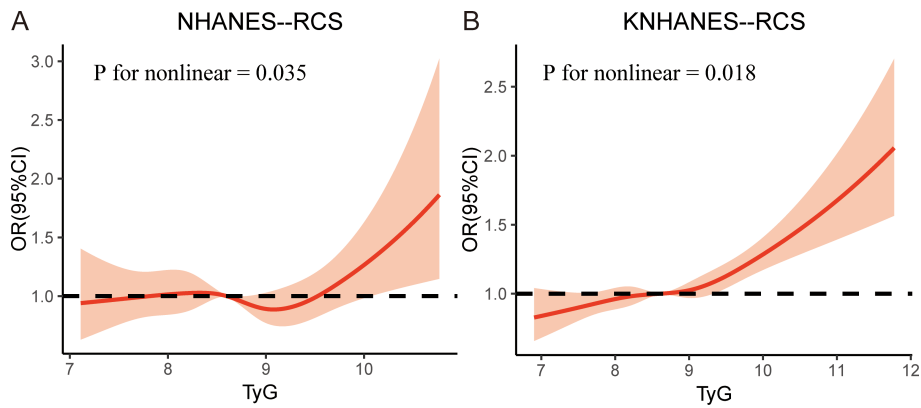 A
NHANES--RCS
P for nonlinear = 0.035
OR(95%CI)
3.0
2.5
2.0
1.5
1.0
7
8
9
10
TyG
B
KNHANES--RCS
P for nonlinear = 0.018
OR(95%CI)
2.5
2.0
1.5
1.0
7
8
9
10
11
12
TyG